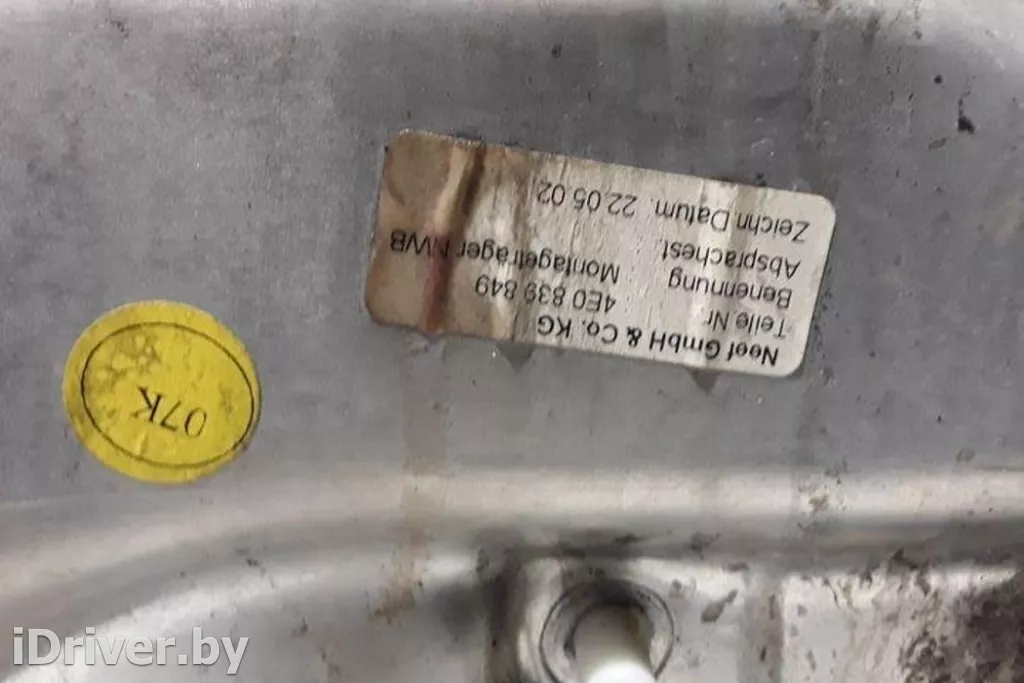 Neef GmbH & Co. KG
Teile Nr. 4E0 839 849
Benennung Montageträger NWB
Absprachest.
Zeichn Datum. 22.05.02
07K
iDriver.by